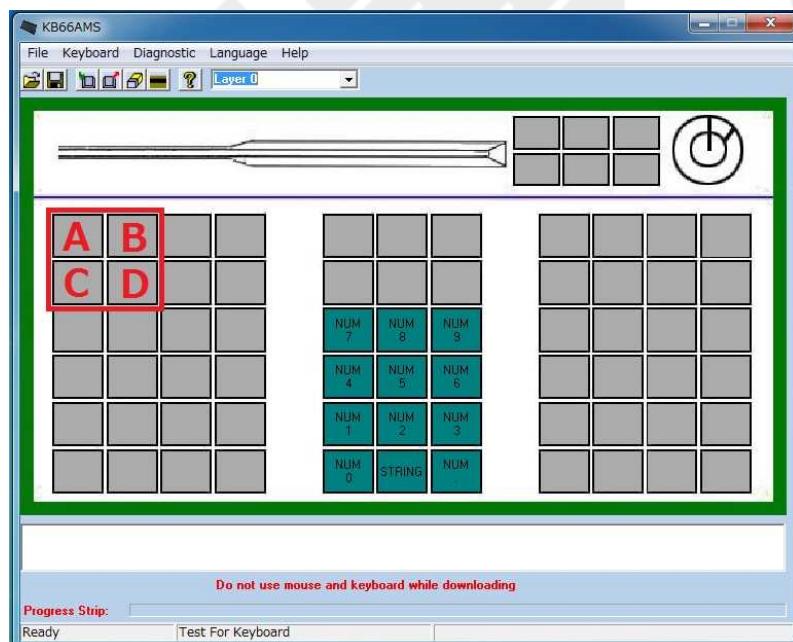 KB66AMS
File Keyboard Diagnostic Language Help
Layer 0
A B
C D
NUM 7 NUM 8 NUM 9
NUM 4 NUM 5 NUM 6
NUM 1 NUM 2 NUM 3
NUM 0 STRING NUM .
Do not use mouse and keyboard while downloading
Progress Strip:
Ready Test For Keyboard